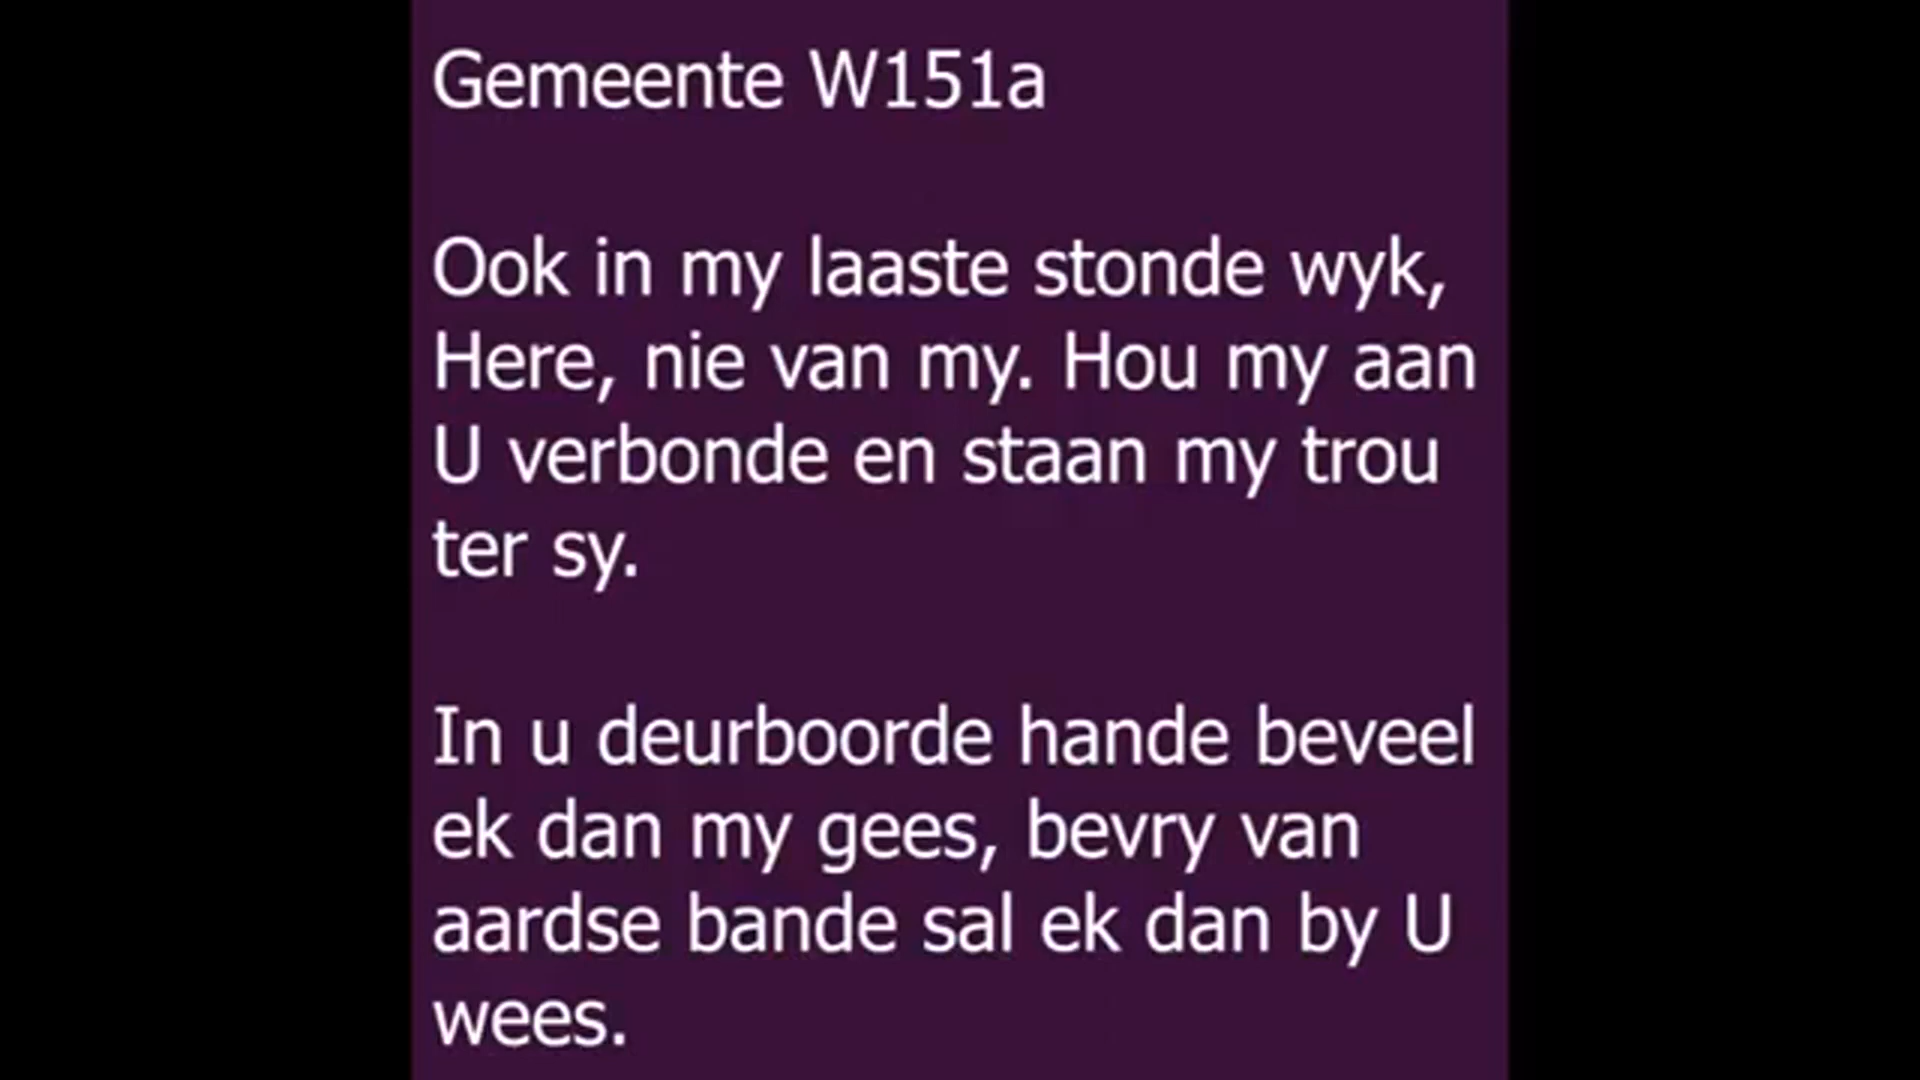 Gemeente W151a
Ook in my laaste stonde wyk,
Here, nie van my. Hou my aan
U verbonde en staan my trou
ter sy.
In u deurboorde hande beveel
ek dan my gees, bevry van
aardse bande sal ek dan by U
wees.